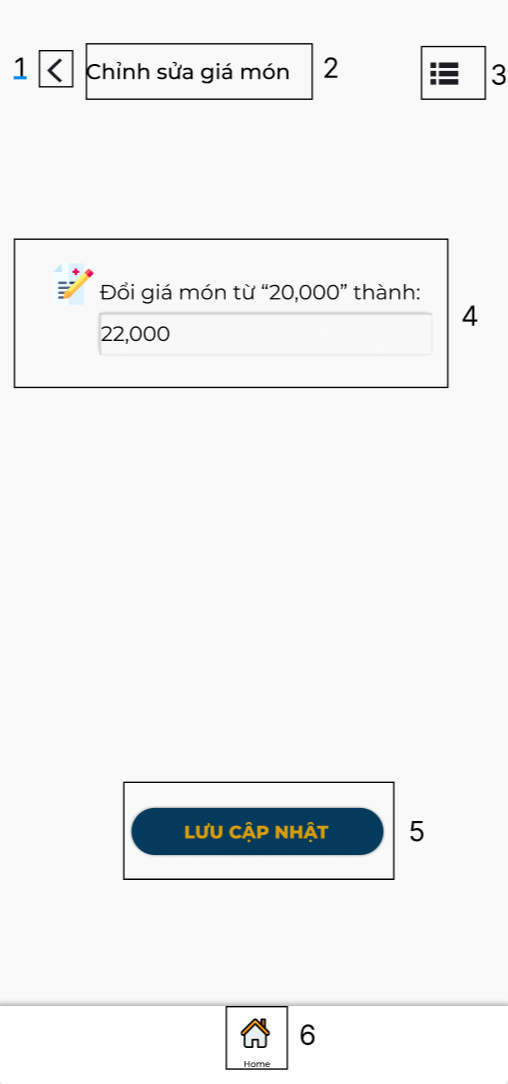 1
Chỉnh sửa giá món
2
3
Đổi giá món từ “20,000” thành:
22,000
4
LƯU CẬP NHẬT
5
Home
6